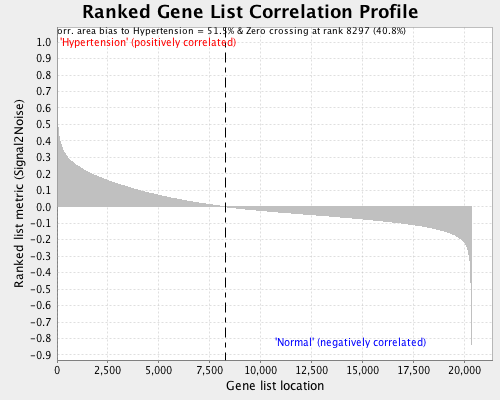 Ranked Gene List Correlation Profile
orr. area bias to Hypertension = 51.5% & Zero crossing at rank 8297 (40.8%)
'Hypertension' (positively correlated)
1.0
0.9
0.8
0.7
0.6
0.5
0.4
0.3
0.2
0.1
0.0
-0.1
-0.2
-0.3
-0.4
-0.5
-0.6
-0.7
-0.8
-0.9
Ranked list metric (Signal2Noise)
'Normal' (negatively correlated)
0 2,500 5,000 7,500 10,000 12,500 15,000 17,500 20,000
Gene list location